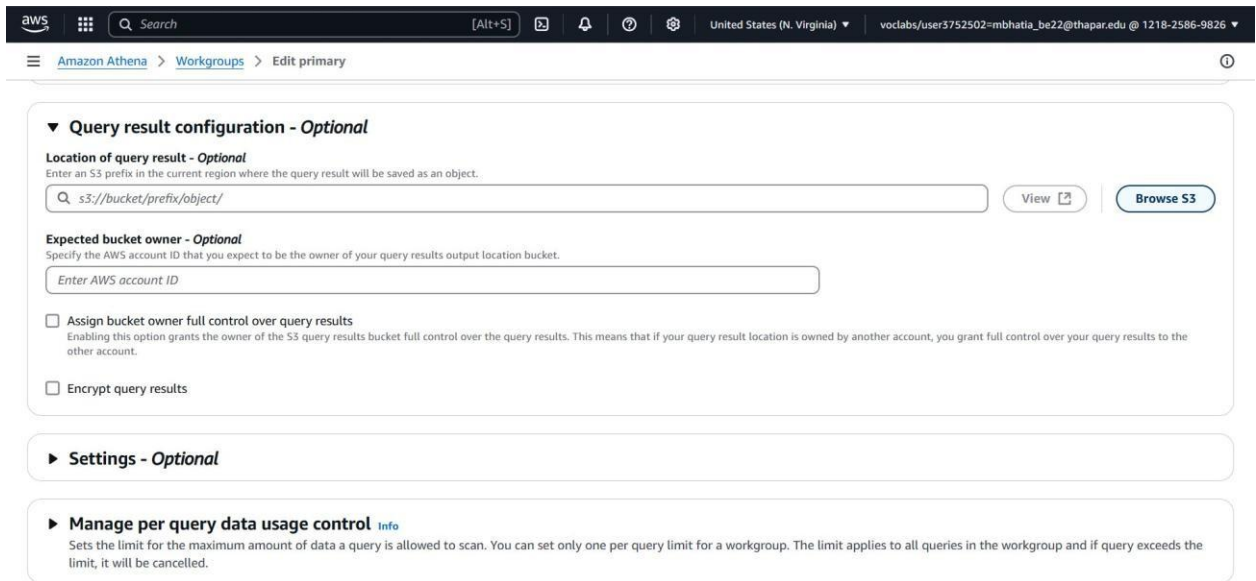 aws
Search [Alt+S] United States (N. Virginia) ▼ voclabs/user3752502=mbhatia_be22@thapar.edu @ 1218-2586-9826 ▼
Amazon Athena > Workgroups > Edit primary
▼ Query result configuration - Optional
Location of query result - Optional
Enter an S3 prefix in the current region where the query result will be saved as an object.
s3://bucket/prefix/object/ View Browse S3
Expected bucket owner - Optional
Specify the AWS account ID that you expect to be the owner of your query results output location bucket.
Enter AWS account ID
Assign bucket owner full control over query results
Enabling this option grants the owner of the S3 query results bucket full control over the query results. This means that if your query result location is owned by another account, you grant full control over your query results to the
other account.
Encrypt query results
▶ Settings - Optional
▶ Manage per query data usage control Info
Sets the limit for the maximum amount of data a query is allowed to scan. You can set only one per query limit for a workgroup. The limit applies to all queries in the workgroup and if query exceeds the
limit, it will be cancelled.